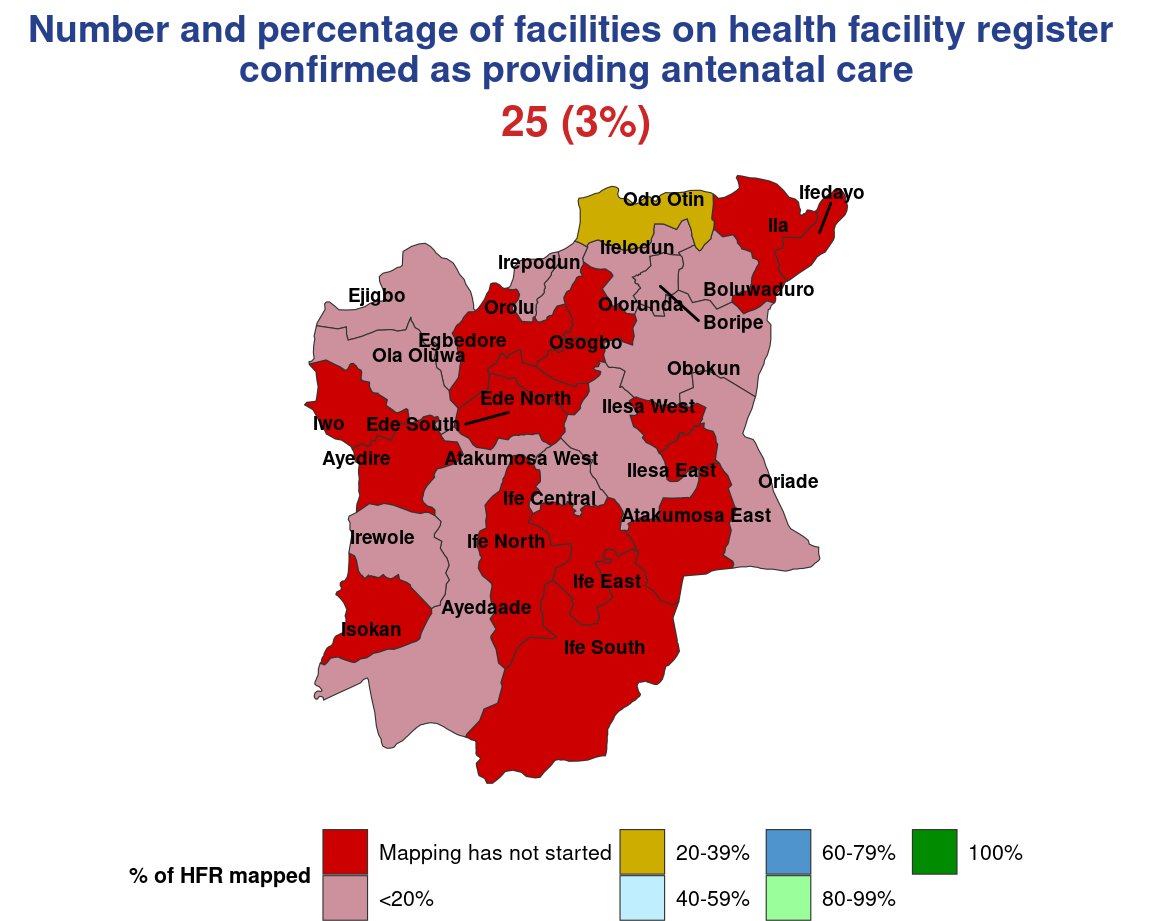 Number and percentage of facilities on health facility register
confirmed as providing antenatal care
25 (3%)
Ifedayo
Odo Otin
Ila
Ifelodun
Irepodun
Boluwaduro
Ejigbo
Olorunda
Orolu
Boripe
Egbedore
Osogbo
Ola Oluwa
Obokun
Ede North
Ilesa West
Iwo
Ede South
Ayedire
Atakumosa West
Ilesa East
Oriade
Ife Central
Atakumosa East
Irewole
Ife North
Ife East
Ayedaade
Isokan
Ife South
% of HFR mapped
Mapping has not started
<20%
20-39%
40-59%
60-79%
80-99%
100%